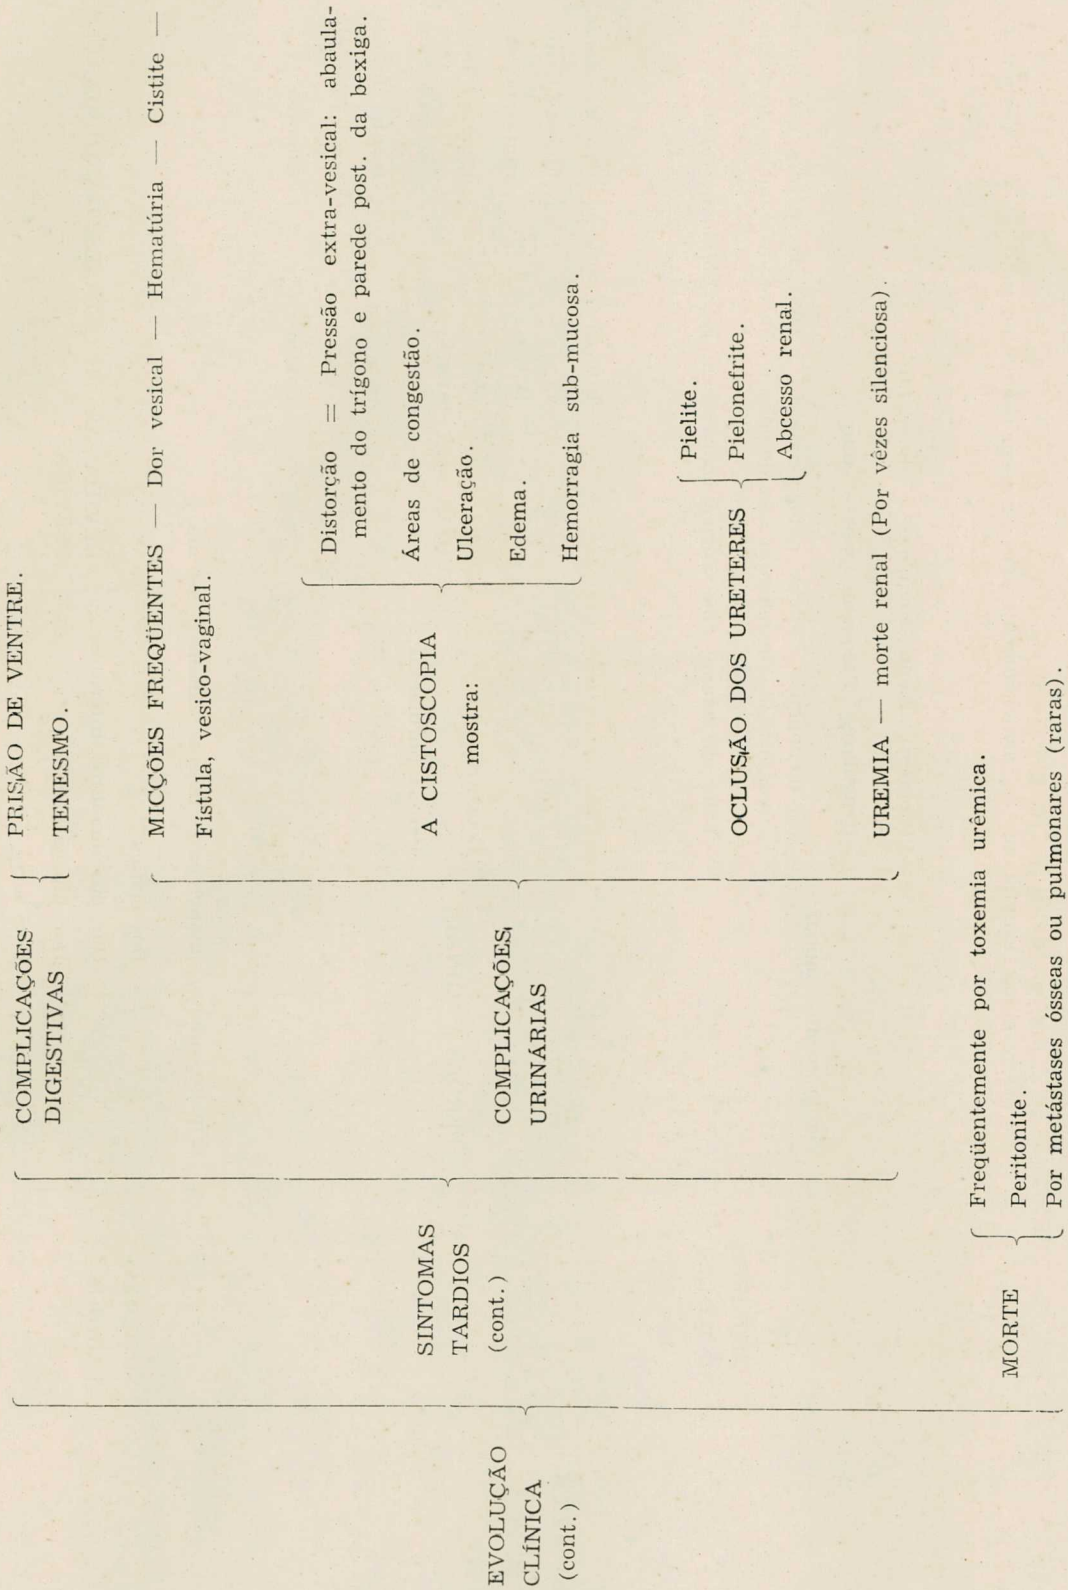 EVOLUÇÃO
CLÍNICA
(cont.)
SINTOMAS
TARDIOS
(cont.)
COMPLICAÇÕES
DIGESTIVAS
PRISÃO DE VENTRE.
TENESMO.
COMPLICAÇÕES
URINÁRIAS
MICÇÕES FREQÜENTES — Dor vesical — Hematúria — Cistite —
Fístula, vesico-vaginal.
A CISTOSCOPIA
mostra:
Distorção = Pressão extra-vesical: abaula-
mento do trígono e parede post. da bexiga.
Áreas de congestão.
Ulceração.
Edema.
Hemorragia sub-mucosa.
OCLUSÃO DOS URETERES
Pielite.
Pielonefrite.
Abcesso renal.
UREMIA — morte renal (Por vêzes silenciosa).
MORTE
Freqüentemente por toxemia urêmica.
Peritonite.
Por metástases ósseas ou pulmonares (raras).